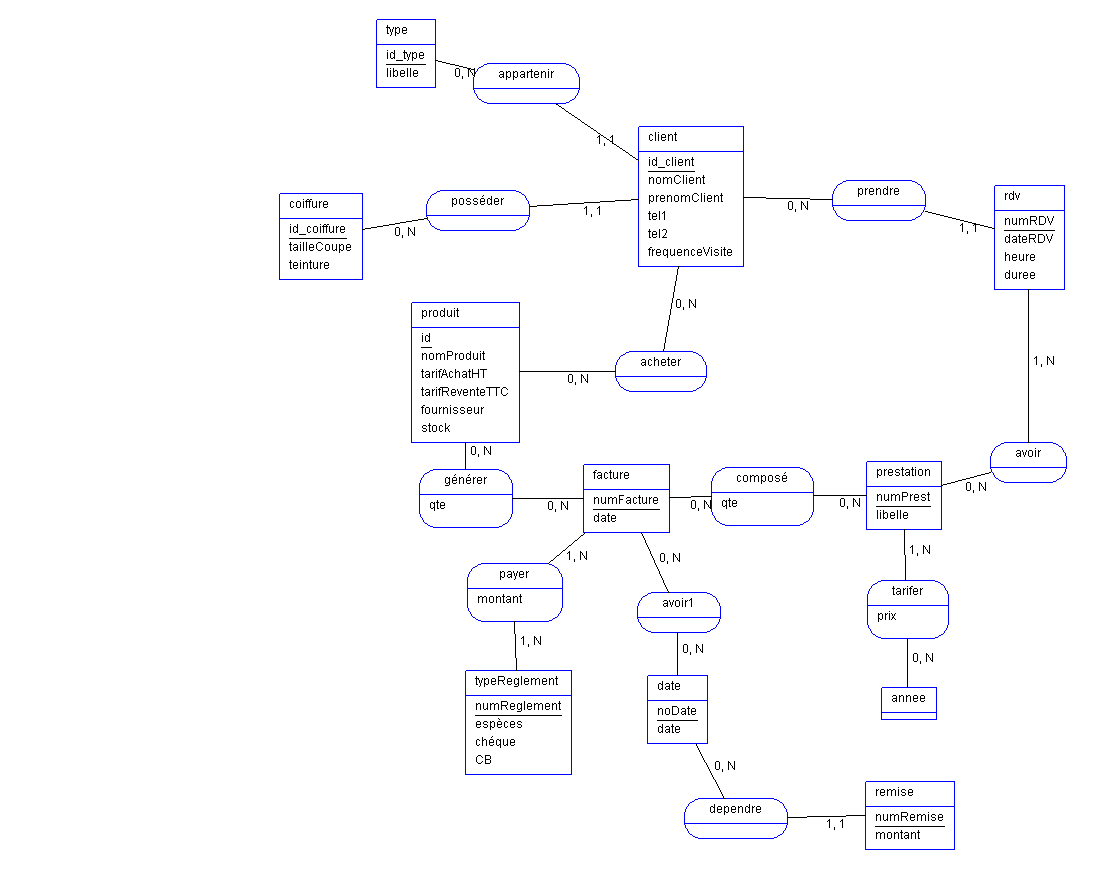 type
id_type
libelle
0, N
appartenir
1, 1
client
id_client
nomClient
prenomClient
tel1
tel2
frequenceVisite
coiffure
id_coiffure
tailleCoupe
teinture
0, N
posséder
1, 1
0, N
prendre
1, 1
rdv
numRDV
dateRDV
heure
duree
0, N
acheter
0, N
produit
id
nomProduit
tarifAchatHT
tarifReventeTTC
fournisseur
stock
1, N
avoir
0, N
0, N
générer
qte
0, N
facture
numFacture
date
0, N
composé
qte
0, N
prestation
numPrest
libelle
1, N
payer
montant
1, N
typeReglement
numReglement
espèces
chéque
CB
0, N
avoir1
0, N
date
noDate
date
1, N
tarifer
prix
0, N
annee
0, N
dependre
1, 1
remise
numRemise
montant